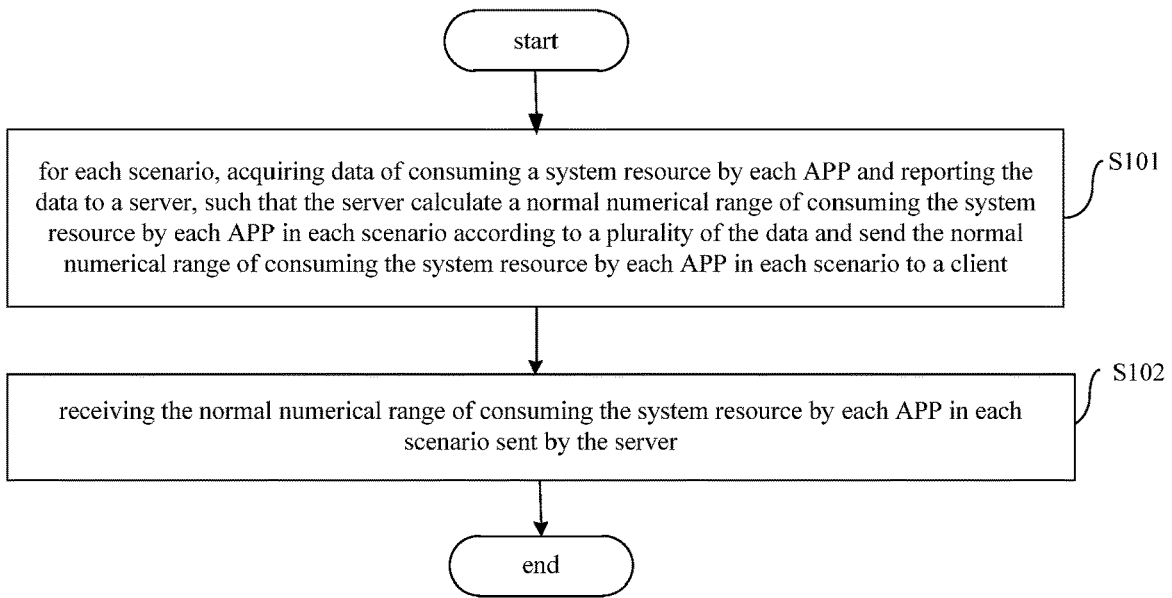 start
for each scenario, acquiring data of consuming a system resource by each APP and reporting the
data to a server, such that the server calculate a normal numerical range of consuming the system
resource by each APP in each scenario according to a plurality of the data and send the normal
numerical range of consuming the system resource by each APP in each scenario to a client
S101
receiving the normal numerical range of consuming the system resource by each APP in each
scenario sent by the server
S102
end